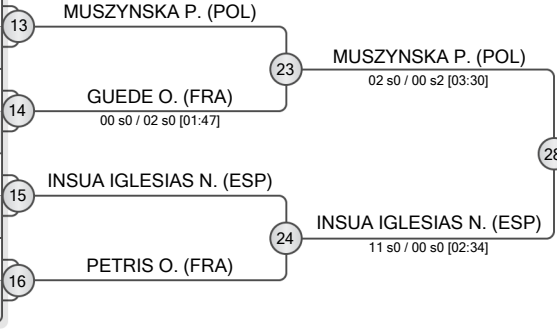 MUSZYNSKA P. (POL)
13
23
MUSZYNSKA P. (POL)
02 s0 / 00 s2 [03:30]
GUEDE O. (FRA)
14
00 s0 / 02 s0 [01:47]
28
INSUA IGLESIAS N. (ESP)
15
24
INSUA IGLESIAS N. (ESP)
11 s0 / 00 s0 [02:34]
PETRIS O. (FRA)
16